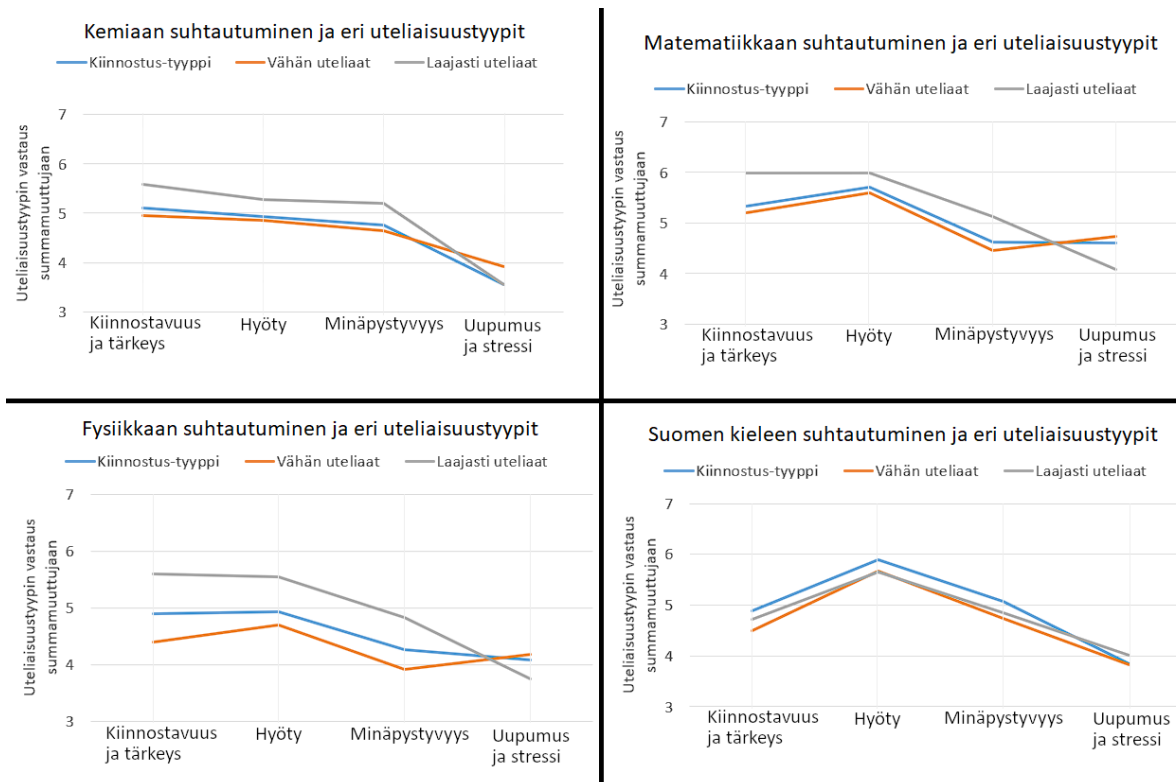 Kemiaan suhtautuminen ja eri uteliaisuustyypit
Kiinnostus-tyyppi Vähän uteliaat Laajasti uteliaat
Uteliaisuustyypin vastaus
summamuuttujaan
7
6
5
4
3
Kiinnostavuus
ja tärkeys
Hyöty
Minäpystyvyys
Uupumus
ja stressi
Matematiikkaan suhtautuminen ja eri uteliaisuustyypit
Kiinnostus-tyyppi Vähän uteliaat Laajasti uteliaat
Uteliaisuustyypin vastaus
summamuuttujaan
7
6
5
4
3
Kiinnostavuus
ja tärkeys
Hyöty
Minäpystyvyys
Uupumus
ja stressi
Fysiikkaan suhtautuminen ja eri uteliaisuustyypit
Kiinnostus-tyyppi Vähän uteliaat Laajasti uteliaat
Uteliaisuustyypin vastaus
summamuuttujaan
7
6
5
4
3
Kiinnostavuus
ja tärkeys
Hyöty
Minäpystyvyys
Uupumus
ja stressi
Suomen kieleen suhtautuminen ja eri uteliaisuustyypit
Kiinnostus-tyyppi Vähän uteliaat Laajasti uteliaat
Uteliaisuustyypin vastaus
summamuuttujaan
7
6
5
4
3
Kiinnostavuus
ja tärkeys
Hyöty
Minäpystyvyys
Uupumus
ja stressi